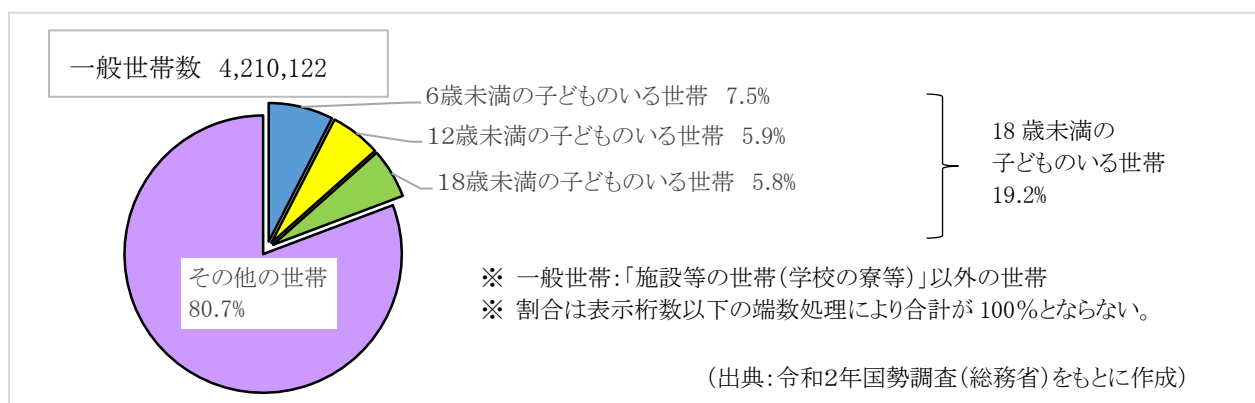 一般世帯数 4,210,122
6歳未満の子どものいる世帯 7.5%
12歳未満の子どものいる世帯 5.9%
18歳未満の子どものいる世帯 5.8%
18 歳未満の
子どものいる世帯
19.2%
その他の世帯
80.7%
※ 一般世帯:「施設等の世帯(学校の寮等)」以外の世帯
※ 割合は表示桁数以下の端数処理により合計が 100%とならない。
(出典:令和2年国勢調査(総務省)をもとに作成)